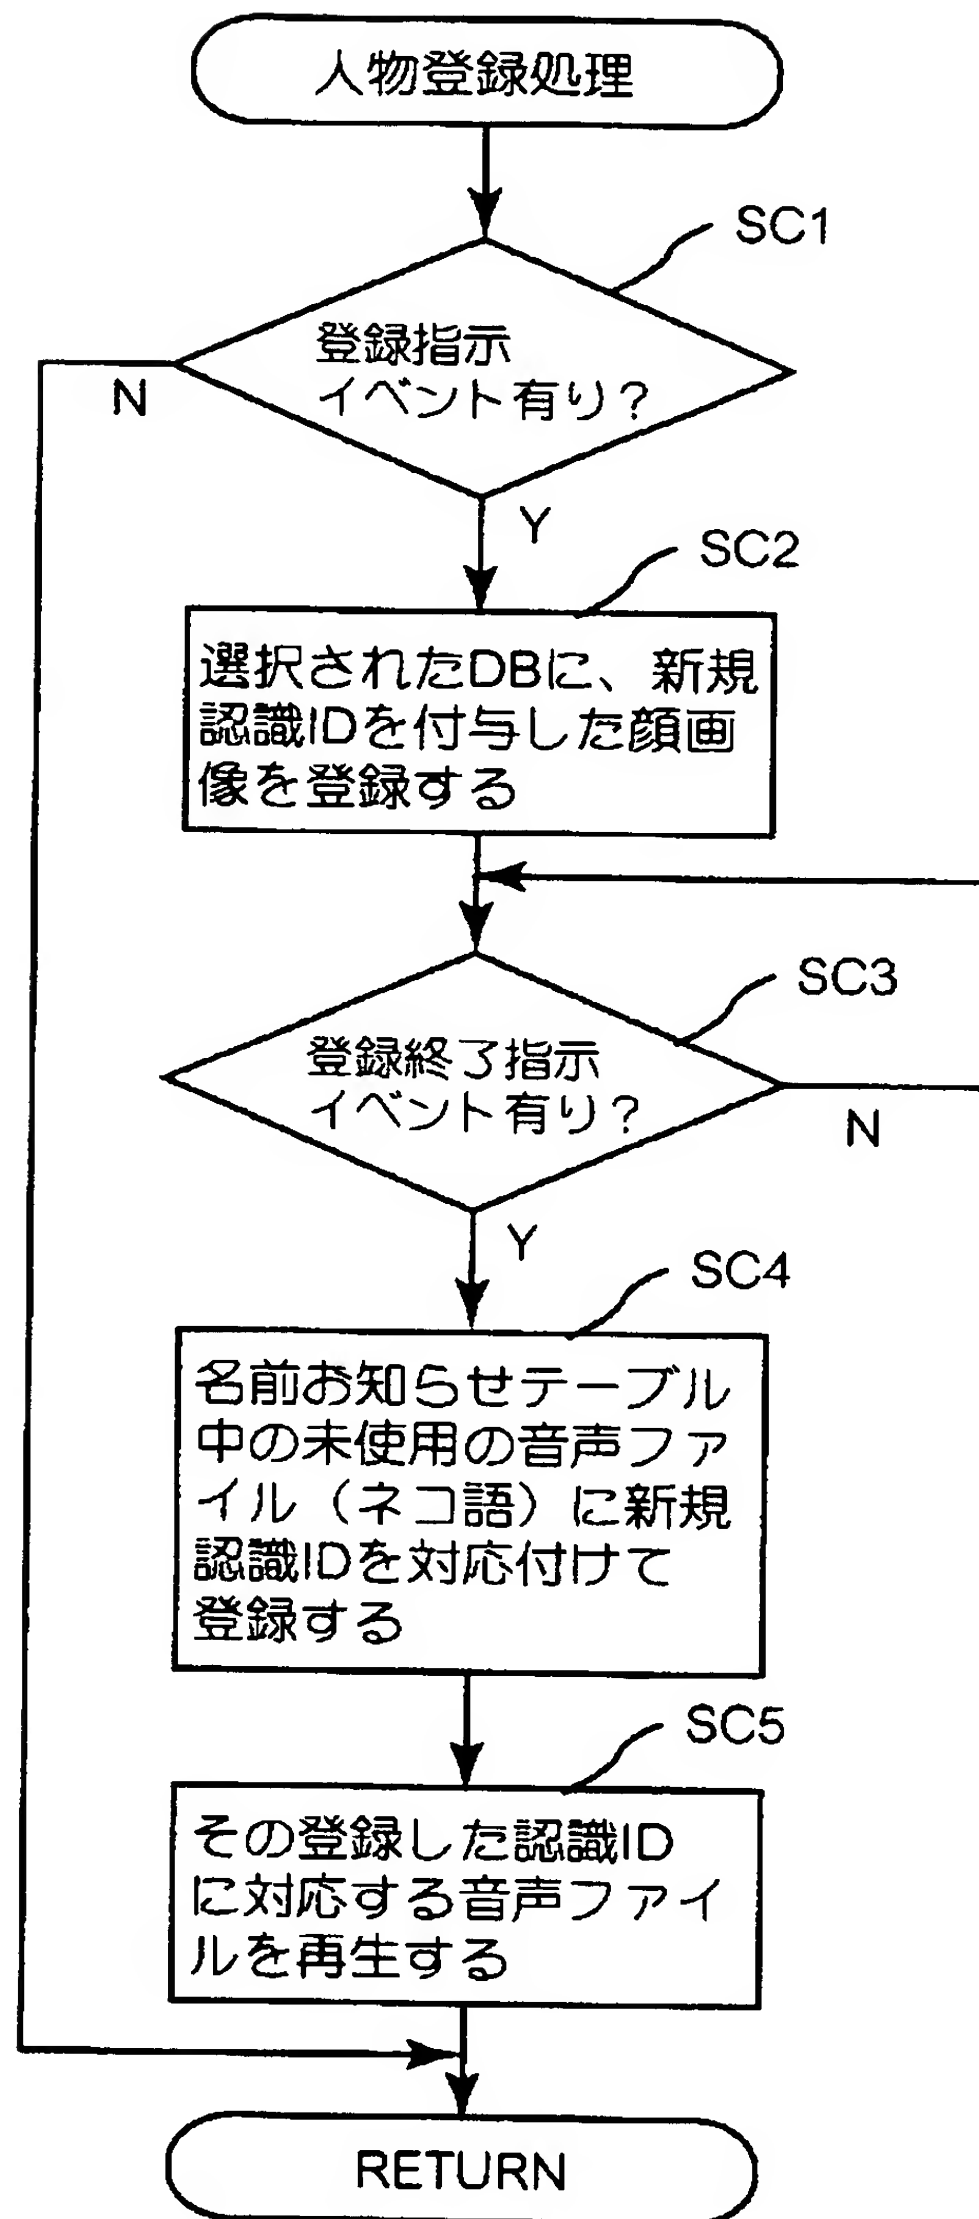 人物登録処理
SC1
登録指示
イベント有り？
N
Y
SC2
選択されたDBに、新規
認識IDを付与した顔画
像を登録する
SC3
登録終了指示
イベント有り？
N
Y
SC4
名前お知らせテーブル
中の未使用の音声ファ
イル（ネコ語）に新規
認識IDを対応付けて
登録する
SC5
その登録した認識ID
に対応する音声ファイ
ルを再生する
RETURN